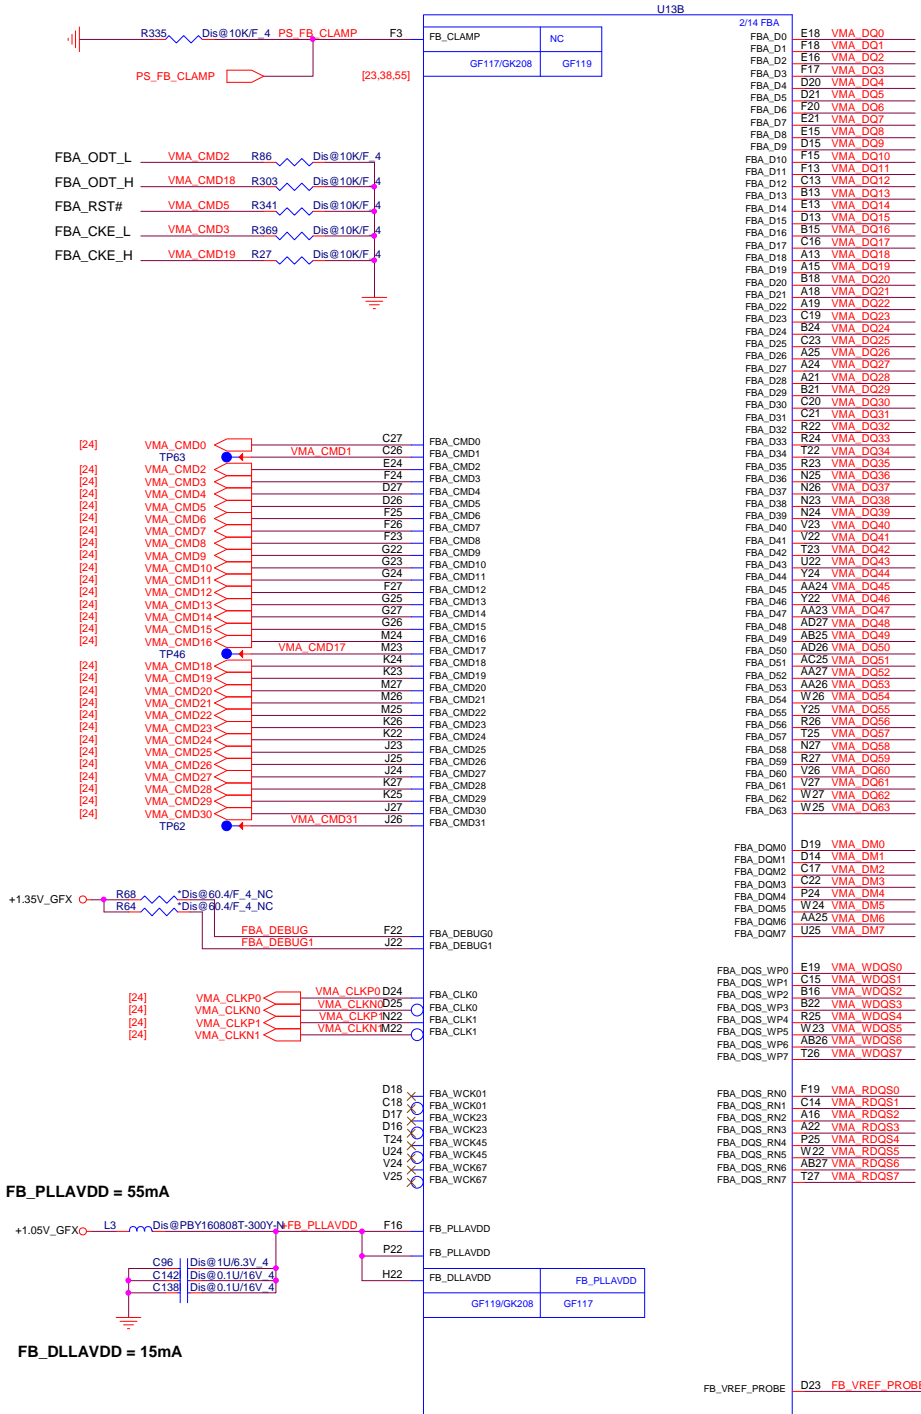 U13B
2/14 FBA
R335 Dis@10K/F_4 PS_FB_CLAMP F3 FB_CLAMP NC
GF117/GK208 GF119
PS_FB_CLAMP [23,38,55]
FBA_ODT_L VMA_CMD2 R86 Dis@10K/F_4
FBA_ODT_H VMA_CMD18 R303 Dis@10K/F_4
FBA_RST# VMA_CMD5 R341 Dis@10K/F_4
FBA_CKE_L VMA_CMD3 R369 Dis@10K/F_4
FBA_CKE_H VMA_CMD19 R27 Dis@10K/F_4
[24] VMA_CMD0 C27 FBA_CMD0
TP63 VMA_CMD1 C26 FBA_CMD1
[24] VMA_CMD2 E24 FBA_CMD2
[24] VMA_CMD3 F24 FBA_CMD3
[24] VMA_CMD4 D27 FBA_CMD4
[24] VMA_CMD5 D26 FBA_CMD5
[24] VMA_CMD6 F25 FBA_CMD6
[24] VMA_CMD7 F26 FBA_CMD7
[24] VMA_CMD8 F23 FBA_CMD8
[24] VMA_CMD9 G22 FBA_CMD9
[24] VMA_CMD10 G23 FBA_CMD10
[24] VMA_CMD11 G24 FBA_CMD11
[24] VMA_CMD12 F27 FBA_CMD12
[24] VMA_CMD13 G25 FBA_CMD13
[24] VMA_CMD14 G27 FBA_CMD14
[24] VMA_CMD15 G26 FBA_CMD15
[24] VMA_CMD16 M24 FBA_CMD16
TP46 VMA_CMD17 M23 FBA_CMD17
[24] VMA_CMD18 K24 FBA_CMD18
[24] VMA_CMD19 K23 FBA_CMD19
[24] VMA_CMD20 M27 FBA_CMD20
[24] VMA_CMD21 M26 FBA_CMD21
[24] VMA_CMD22 M25 FBA_CMD22
[24] VMA_CMD23 K26 FBA_CMD23
[24] VMA_CMD24 K22 FBA_CMD24
[24] VMA_CMD25 J23 FBA_CMD25
[24] VMA_CMD26 J25 FBA_CMD26
[24] VMA_CMD27 J24 FBA_CMD27
[24] VMA_CMD28 K27 FBA_CMD28
[24] VMA_CMD29 K25 FBA_CMD29
[24] VMA_CMD30 J27 FBA_CMD30
TP62 VMA_CMD31 J26 FBA_CMD31
+1.35V_GFX R68 *Dis@60.4/F_4_NC
R64 *Dis@60.4/F_4_NC
FBA_DEBUG F22 FBA_DEBUG0
FBA_DEBUG1 J22 FBA_DEBUG1
[24] VMA_CLKP0 VMA_CLKP0 D24 FBA_CLK0
[24] VMA_CLKN0 VMA_CLKN0 D25 FBA_CLK0
[24] VMA_CLKP1 VMA_CLKP1 N22 FBA_CLK1
[24] VMA_CLKN1 VMA_CLKN1 M22 FBA_CLK1
D18 FBA_WCK01
C18 FBA_WCK01
D17 FBA_WCK23
D16 FBA_WCK23
T24 FBA_WCK45
U24 FBA_WCK45
V24 FBA_WCK67
V25 FBA_WCK67
FB_PLLAVDD = 55mA
+1.05V_GFX L3 Dis@PBY160808T-300Y-N +FB_PLLAVDD F16 FB_PLLAVDD
P22 FB_PLLAVDD
C96 Dis@1U/6.3V_4
C142 Dis@0.1U/16V_4
C138 Dis@0.1U/16V_4
H22 FB_DLLAVDD FB_PLLAVDD
GF119/GK208 GF117
FB_DLLAVDD = 15mA
FBA_D0 E18 VMA_DQ0
FBA_D1 F18 VMA_DQ1
FBA_D2 E16 VMA_DQ2
FBA_D3 F17 VMA_DQ3
FBA_D4 D20 VMA_DQ4
FBA_D5 D21 VMA_DQ5
FBA_D6 F20 VMA_DQ6
FBA_D7 E21 VMA_DQ7
FBA_D8 E15 VMA_DQ8
FBA_D9 D15 VMA_DQ9
FBA_D10 F15 VMA_DQ10
FBA_D11 F13 VMA_DQ11
FBA_D12 C13 VMA_DQ12
FBA_D13 B13 VMA_DQ13
FBA_D14 E13 VMA_DQ14
FBA_D15 D13 VMA_DQ15
FBA_D16 B15 VMA_DQ16
FBA_D17 C16 VMA_DQ17
FBA_D18 A13 VMA_DQ18
FBA_D19 A15 VMA_DQ19
FBA_D20 B18 VMA_DQ20
FBA_D21 A18 VMA_DQ21
FBA_D22 A19 VMA_DQ22
FBA_D23 C19 VMA_DQ23
FBA_D24 B24 VMA_DQ24
FBA_D25 C23 VMA_DQ25
FBA_D26 A25 VMA_DQ26
FBA_D27 A24 VMA_DQ27
FBA_D28 A21 VMA_DQ28
FBA_D29 B21 VMA_DQ29
FBA_D30 C20 VMA_DQ30
FBA_D31 C21 VMA_DQ31
FBA_D32 R22 VMA_DQ32
FBA_D33 R24 VMA_DQ33
FBA_D34 T22 VMA_DQ34
FBA_D35 R23 VMA_DQ35
FBA_D36 N25 VMA_DQ36
FBA_D37 N26 VMA_DQ37
FBA_D38 N23 VMA_DQ38
FBA_D39 N24 VMA_DQ39
FBA_D40 V23 VMA_DQ40
FBA_D41 V22 VMA_DQ41
FBA_D42 T23 VMA_DQ42
FBA_D43 U22 VMA_DQ43
FBA_D44 Y24 VMA_DQ44
FBA_D45 AA24 VMA_DQ45
FBA_D46 Y22 VMA_DQ46
FBA_D47 AA23 VMA_DQ47
FBA_D48 AD27 VMA_DQ48
FBA_D49 AB25 VMA_DQ49
FBA_D50 AD26 VMA_DQ50
FBA_D51 AC25 VMA_DQ51
FBA_D52 AA27 VMA_DQ52
FBA_D53 AA26 VMA_DQ53
FBA_D54 W26 VMA_DQ54
FBA_D55 Y25 VMA_DQ55
FBA_D56 R26 VMA_DQ56
FBA_D57 T25 VMA_DQ57
FBA_D58 N27 VMA_DQ58
FBA_D59 R27 VMA_DQ59
FBA_D60 V26 VMA_DQ60
FBA_D61 V27 VMA_DQ61
FBA_D62 W27 VMA_DQ62
FBA_D63 W25 VMA_DQ63
FBA_DQM0 D19 VMA_DM0
FBA_DQM1 D14 VMA_DM1
FBA_DQM2 C17 VMA_DM2
FBA_DQM3 C22 VMA_DM3
FBA_DQM4 P24 VMA_DM4
FBA_DQM5 W24 VMA_DM5
FBA_DQM6 AA25 VMA_DM6
FBA_DQM7 U25 VMA_DM7
FBA_DQS_WP0 E19 VMA_WDQS0
FBA_DQS_WP1 C15 VMA_WDQS1
FBA_DQS_WP2 B16 VMA_WDQS2
FBA_DQS_WP3 B22 VMA_WDQS3
FBA_DQS_WP4 R25 VMA_WDQS4
FBA_DQS_WP5 W23 VMA_WDQS5
FBA_DQS_WP6 AB26 VMA_WDQS6
FBA_DQS_WP7 T26 VMA_WDQS7
FBA_DQS_RN0 F19 VMA_RDQS0
FBA_DQS_RN1 C14 VMA_RDQS1
FBA_DQS_RN2 A16 VMA_RDQS2
FBA_DQS_RN3 A22 VMA_RDQS3
FBA_DQS_RN4 P25 VMA_RDQS4
FBA_DQS_RN5 W22 VMA_RDQS5
FBA_DQS_RN6 AB27 VMA_RDQS6
FBA_DQS_RN7 T27 VMA_RDQS7
FB_VREF_PROBE D23 FB_VREF_PROBE